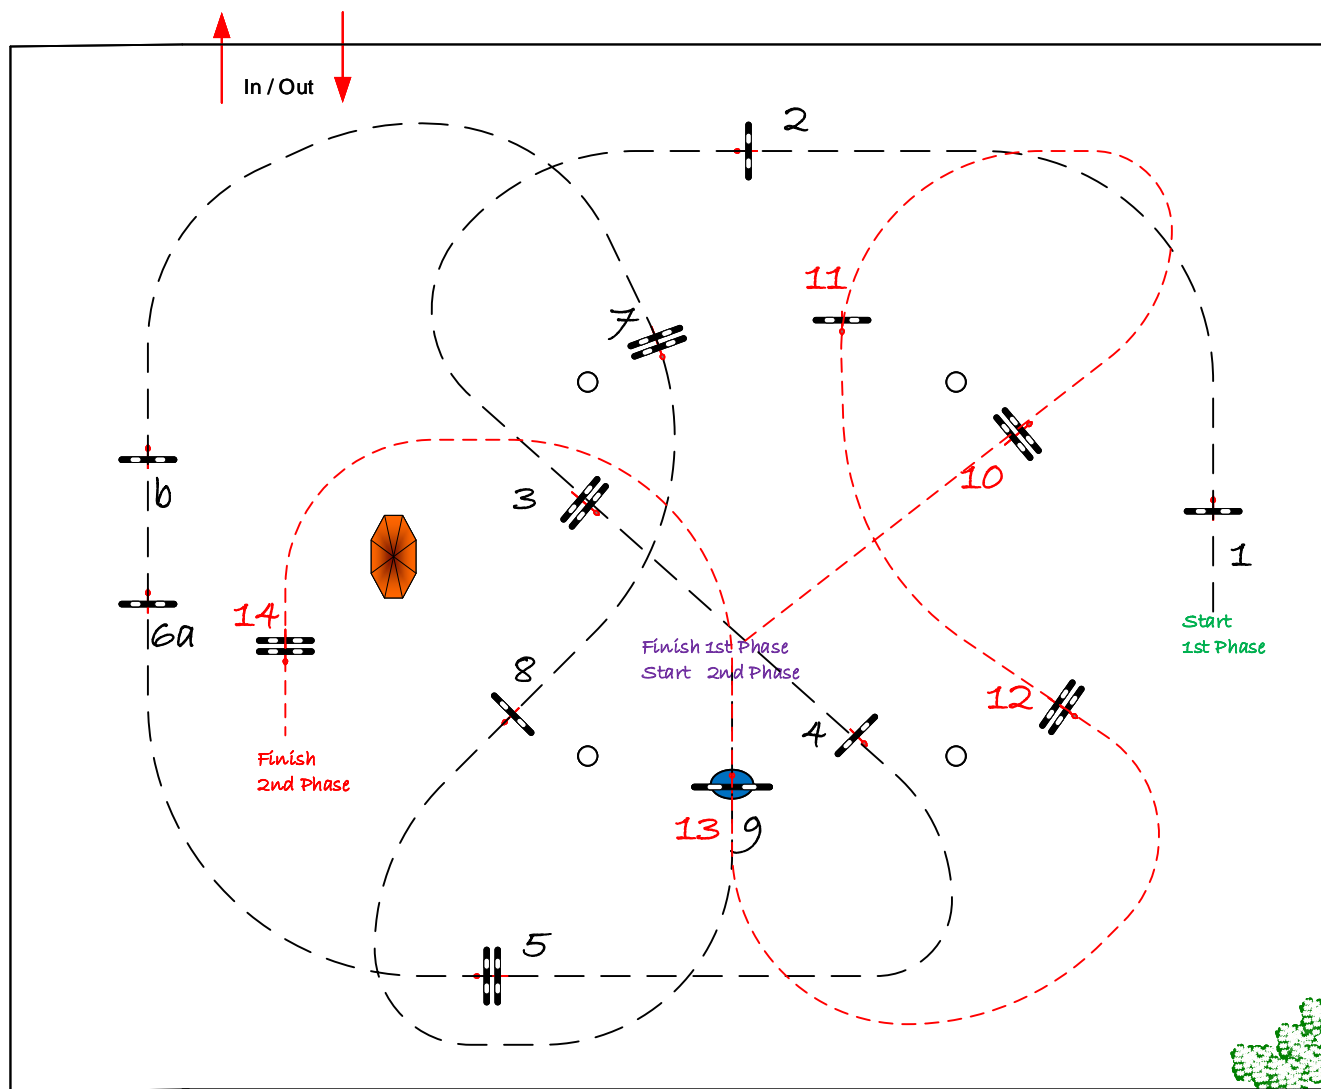 In / Out
2
11
7
10
b
3
1
6a
14
Start
1st Phase
Finish 1st Phase
Start 2nd Phase
8
12
4
Finish
2nd Phase
13
9
5